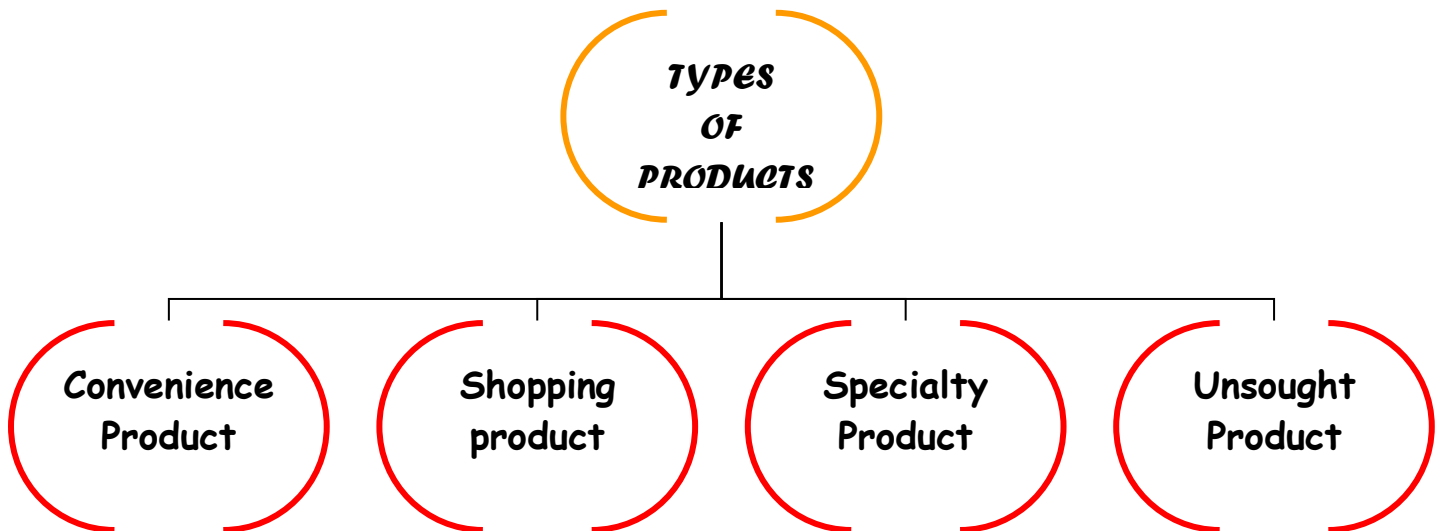 TYPES
OF
PRODUCTS
Convenience
Product
Shopping
product
Specialty
Product
Unsought
Product